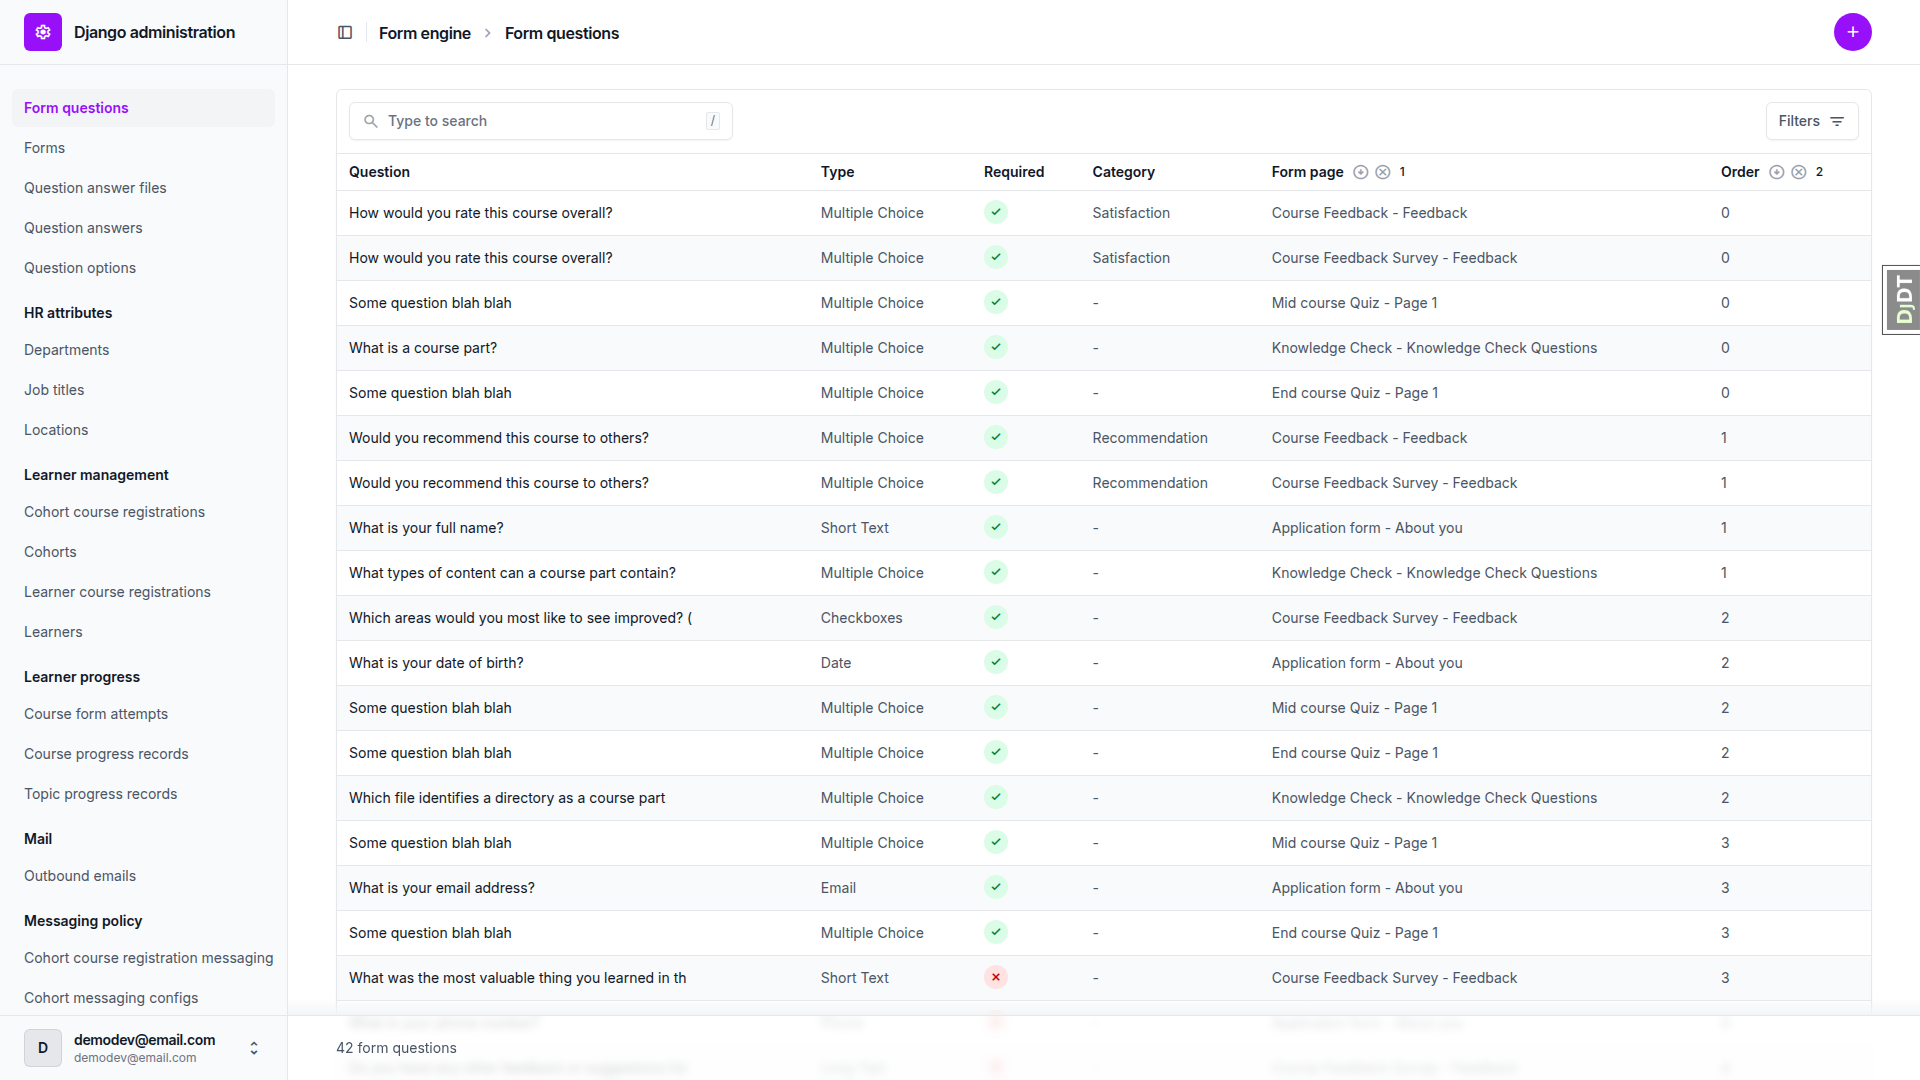 Django administration
Form engine > Form questions
+
Form questions
Forms
Question answer files
Question answers
Question options
HR attributes
Departments
Job titles
Locations
Learner management
Cohort course registrations
Cohorts
Learner course registrations
Learners
Learner progress
Course form attempts
Course progress records
Topic progress records
Mail
Outbound emails
Messaging policy
Cohort course registration messaging
Cohort messaging configs
D
demodev@email.com
demodev@email.com
Type to search /
Filters
Question Type Required Category Form page 1 Order 2
How would you rate this course overall? Multiple Choice Satisfaction Course Feedback - Feedback 0
How would you rate this course overall? Multiple Choice Satisfaction Course Feedback Survey - Feedback 0
Some question blah blah Multiple Choice - Mid course Quiz - Page 1 0
What is a course part? Multiple Choice - Knowledge Check - Knowledge Check Questions 0
Some question blah blah Multiple Choice - End course Quiz - Page 1 0
Would you recommend this course to others? Multiple Choice Recommendation Course Feedback - Feedback 1
Would you recommend this course to others? Multiple Choice Recommendation Course Feedback Survey - Feedback 1
What is your full name? Short Text - Application form - About you 1
What types of content can a course part contain? Multiple Choice - Knowledge Check - Knowledge Check Questions 1
Which areas would you most like to see improved? ( Checkboxes - Course Feedback Survey - Feedback 2
What is your date of birth? Date - Application form - About you 2
Some question blah blah Multiple Choice - Mid course Quiz - Page 1 2
Some question blah blah Multiple Choice - End course Quiz - Page 1 2
Which file identifies a directory as a course part Multiple Choice - Knowledge Check - Knowledge Check Questions 2
Some question blah blah Multiple Choice - Mid course Quiz - Page 1 3
What is your email address? Email - Application form - About you 3
Some question blah blah Multiple Choice - End course Quiz - Page 1 3
What was the most valuable thing you learned in th Short Text - Course Feedback Survey - Feedback 3
42 form questions
DJDT